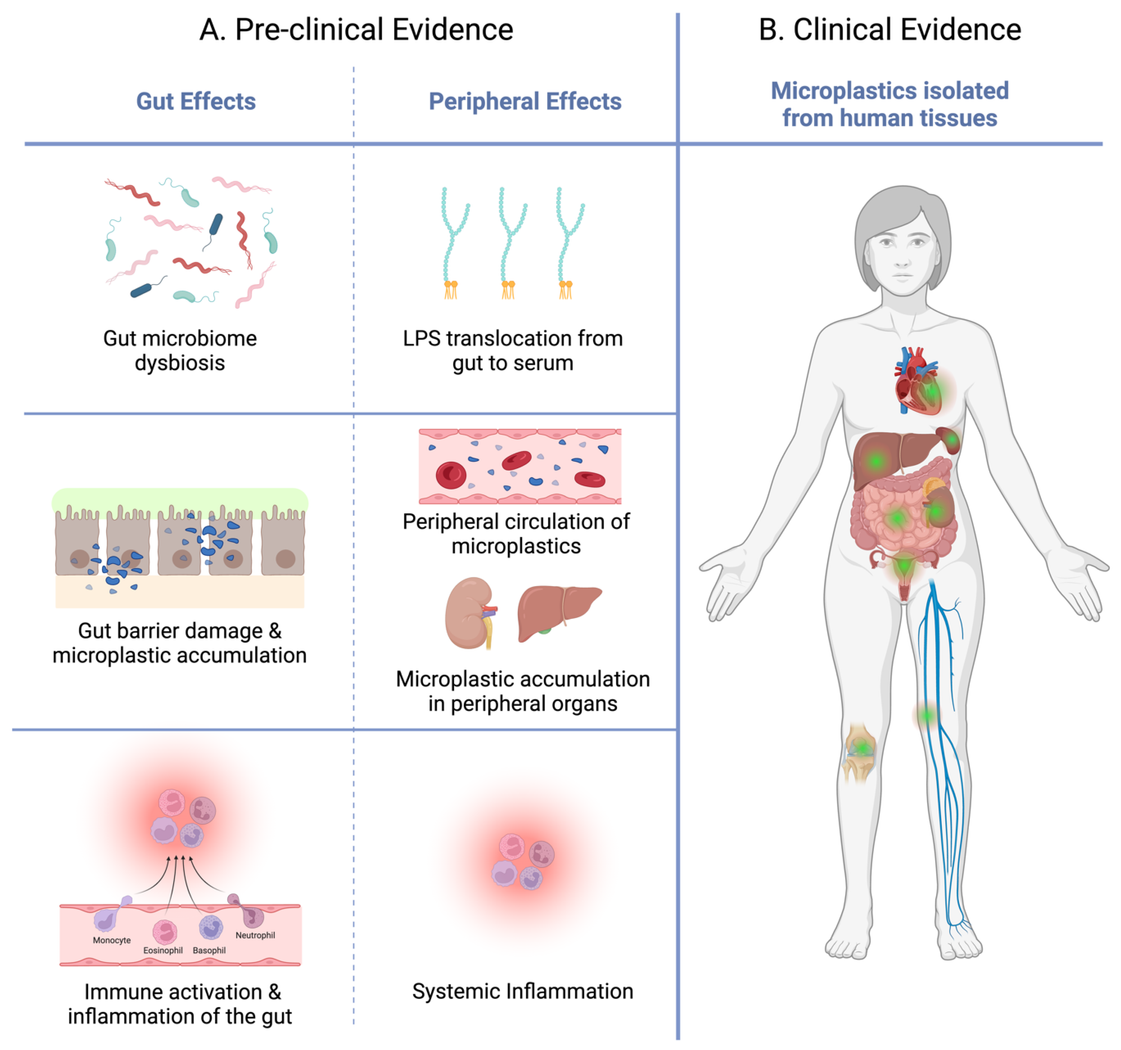 A. Pre-clinical Evidence
B. Clinical Evidence
Gut Effects
Peripheral Effects
Microplastics isolated
from human tissues
Gut microbiome
dysbiosis
LPS translocation from
gut to serum
Peripheral circulation of
microplastics
Gut barrier damage &
microplastic accumulation
Microplastic accumulation
in peripheral organs
Monocyte
Eosinophil
Basophil
Neutrophil
Immune activation &
inflammation of the gut
Systemic Inflammation